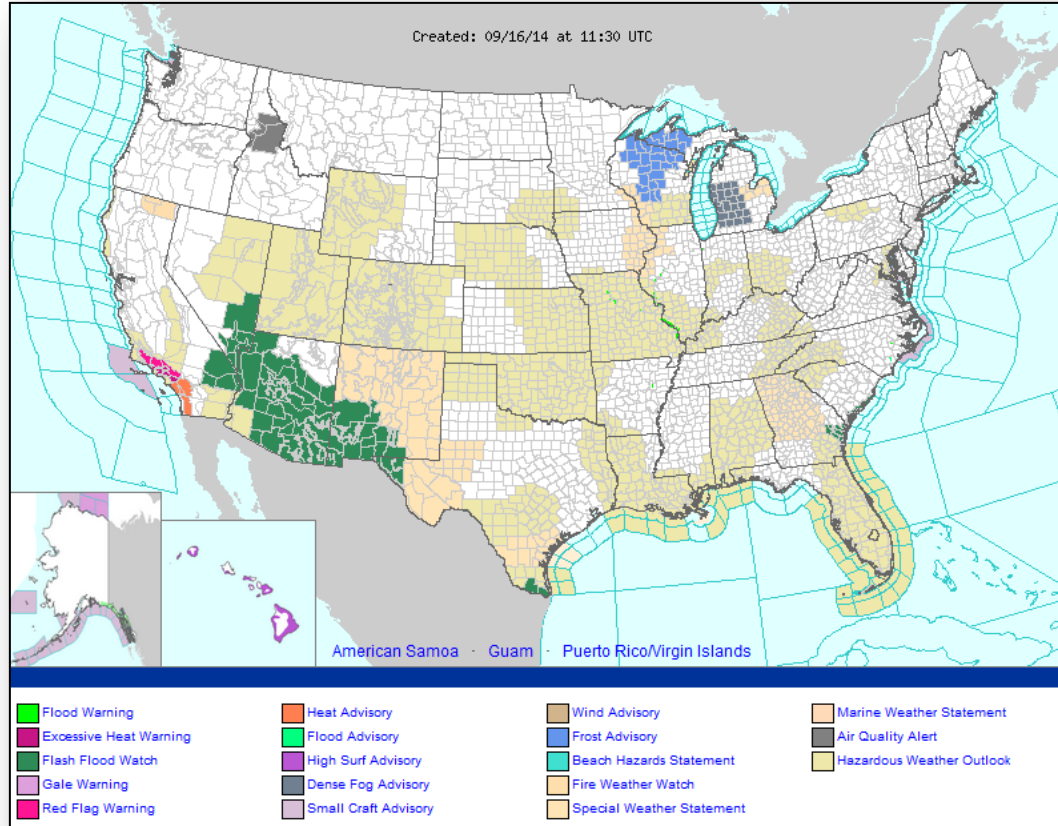 Created: 09/16/14 at 11:30 UTC
American Samoa · Guam · Puerto Rico/Virgin Islands
Flood Warning
Excessive Heat Warning
Flash Flood Watch
Gale Warning
Red Flag Warning
Heat Advisory
Flood Advisory
High Surf Advisory
Dense Fog Advisory
Small Craft Advisory
Wind Advisory
Frost Advisory
Beach Hazards Statement
Fire Weather Watch
Special Weather Statement
Marine Weather Statement
Air Quality Alert
Hazardous Weather Outlook